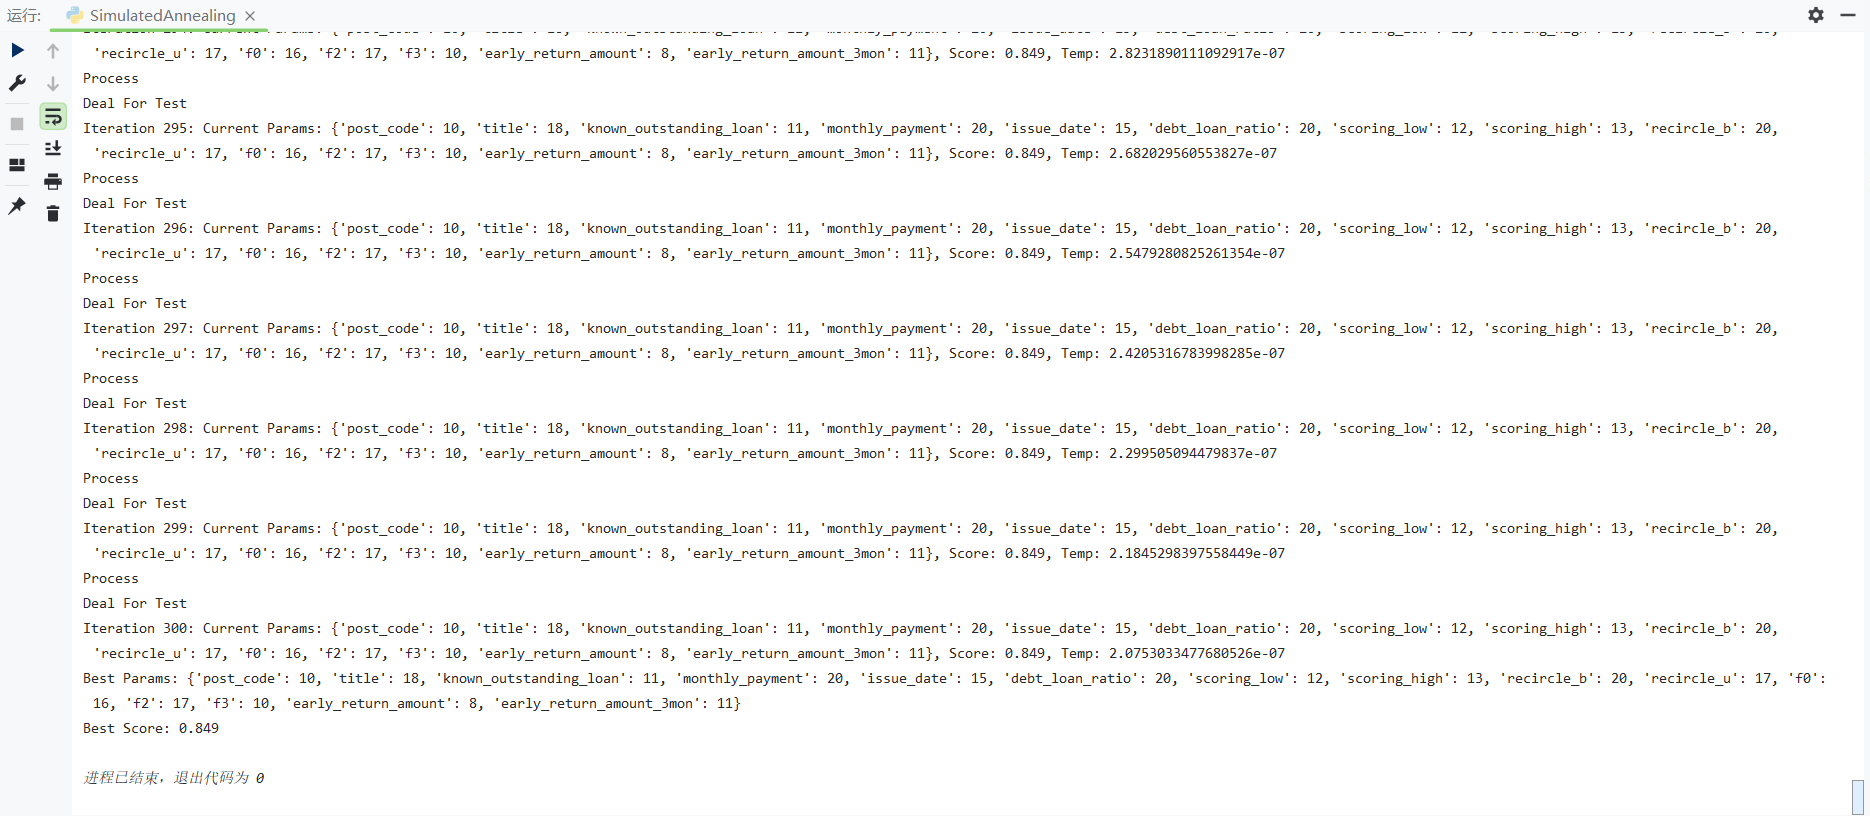 运行:
SimulatedAnnealing
'recircle_u': 17, 'f0': 16, 'f2': 17, 'f3': 10, 'early_return_amount': 8, 'early_return_amount_3mon': 11}, Score: 0.849, Temp: 2.8231890111092917e-07
Process
Deal For Test
Iteration 295: Current Params: {'post_code': 10, 'title': 18, 'known_outstanding_loan': 11, 'monthly_payment': 20, 'issue_date': 15, 'debt_loan_ratio': 20, 'scoring_low': 12, 'scoring_high': 13, 'recircle_b': 20,
'recircle_u': 17, 'f0': 16, 'f2': 17, 'f3': 10, 'early_return_amount': 8, 'early_return_amount_3mon': 11}, Score: 0.849, Temp: 2.682029560553827e-07
Process
Deal For Test
Iteration 296: Current Params: {'post_code': 10, 'title': 18, 'known_outstanding_loan': 11, 'monthly_payment': 20, 'issue_date': 15, 'debt_loan_ratio': 20, 'scoring_low': 12, 'scoring_high': 13, 'recircle_b': 20,
'recircle_u': 17, 'f0': 16, 'f2': 17, 'f3': 10, 'early_return_amount': 8, 'early_return_amount_3mon': 11}, Score: 0.849, Temp: 2.5479280825261354e-07
Process
Deal For Test
Iteration 297: Current Params: {'post_code': 10, 'title': 18, 'known_outstanding_loan': 11, 'monthly_payment': 20, 'issue_date': 15, 'debt_loan_ratio': 20, 'scoring_low': 12, 'scoring_high': 13, 'recircle_b': 20,
'recircle_u': 17, 'f0': 16, 'f2': 17, 'f3': 10, 'early_return_amount': 8, 'early_return_amount_3mon': 11}, Score: 0.849, Temp: 2.4205316783998285e-07
Process
Deal For Test
Iteration 298: Current Params: {'post_code': 10, 'title': 18, 'known_outstanding_loan': 11, 'monthly_payment': 20, 'issue_date': 15, 'debt_loan_ratio': 20, 'scoring_low': 12, 'scoring_high': 13, 'recircle_b': 20,
'recircle_u': 17, 'f0': 16, 'f2': 17, 'f3': 10, 'early_return_amount': 8, 'early_return_amount_3mon': 11}, Score: 0.849, Temp: 2.299505094479837e-07
Process
Deal For Test
Iteration 299: Current Params: {'post_code': 10, 'title': 18, 'known_outstanding_loan': 11, 'monthly_payment': 20, 'issue_date': 15, 'debt_loan_ratio': 20, 'scoring_low': 12, 'scoring_high': 13, 'recircle_b': 20,
'recircle_u': 17, 'f0': 16, 'f2': 17, 'f3': 10, 'early_return_amount': 8, 'early_return_amount_3mon': 11}, Score: 0.849, Temp: 2.1845298397558449e-07
Process
Deal For Test
Iteration 300: Current Params: {'post_code': 10, 'title': 18, 'known_outstanding_loan': 11, 'monthly_payment': 20, 'issue_date': 15, 'debt_loan_ratio': 20, 'scoring_low': 12, 'scoring_high': 13, 'recircle_b': 20,
'recircle_u': 17, 'f0': 16, 'f2': 17, 'f3': 10, 'early_return_amount': 8, 'early_return_amount_3mon': 11}, Score: 0.849, Temp: 2.0753033477680526e-07
Best Params: {'post_code': 10, 'title': 18, 'known_outstanding_loan': 11, 'monthly_payment': 20, 'issue_date': 15, 'debt_loan_ratio': 20, 'scoring_low': 12, 'scoring_high': 13, 'recircle_b': 20, 'recircle_u': 17, 'f0':
16, 'f2': 17, 'f3': 10, 'early_return_amount': 8, 'early_return_amount_3mon': 11}
Best Score: 0.849
进程已结束，退出代码为 0